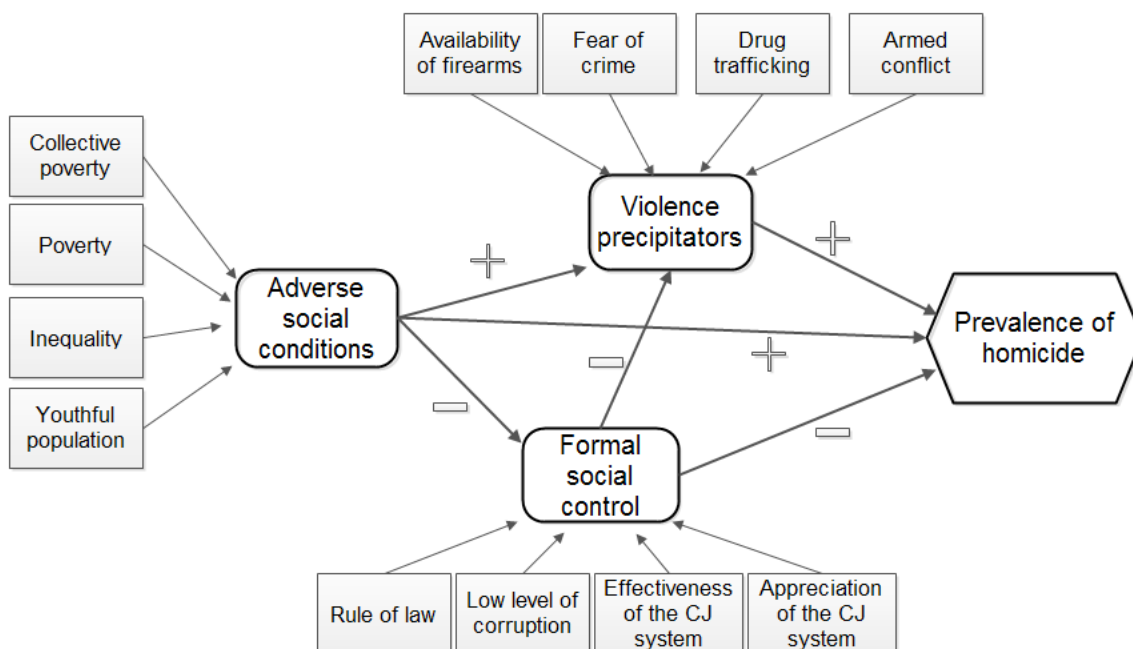 Availability
of firearms
Fear of
crime
Drug
trafficking
Armed
conflict
Collective
poverty
Poverty
Inequality
Youthful
population
Violence
precipitators
+
+
Adverse
social
conditions
Prevalence of
homicide
−
+
−
−
Formal
social
control
Rule of law
Low level of
corruption
Effectiveness
of the CJ
system
Appreciation
of the CJ
system